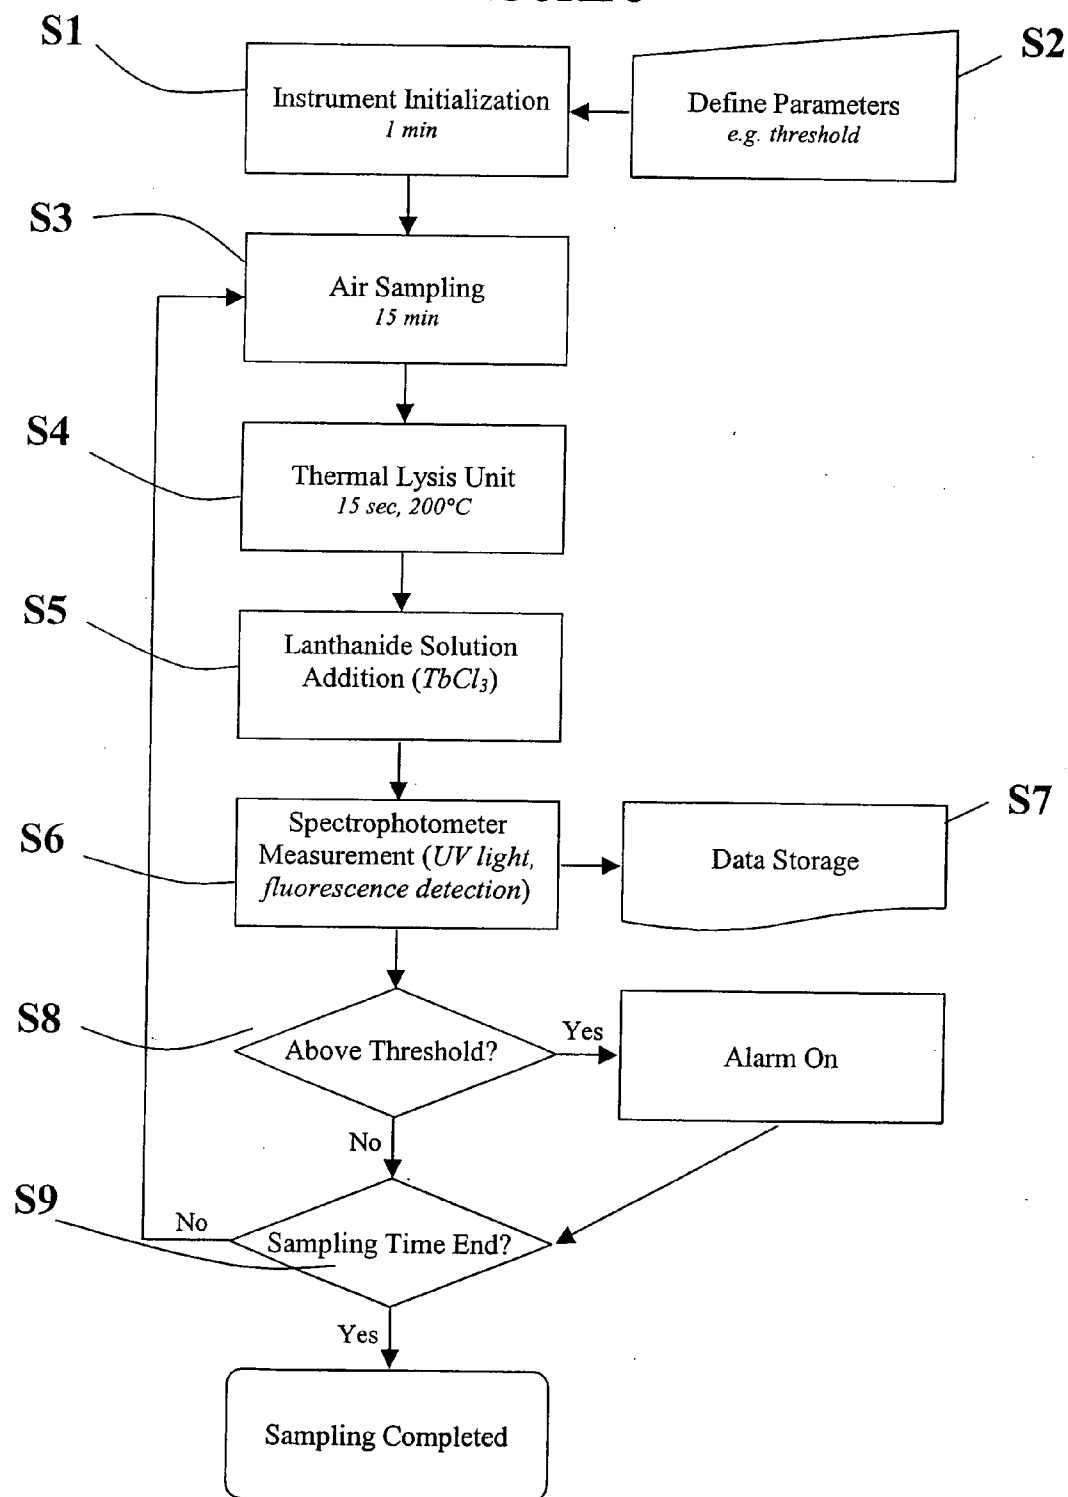 S1
Instrument Initialization
1 min
Define Parameters
e.g. threshold
S2
S3
Air Sampling
15 min
S4
Thermal Lysis Unit
15 sec, 200°C
S5
Lanthanide Solution
Addition (TbCl₃)
S6
Spectrophotometer
Measurement (UV light,
fluorescence detection)
S7
Data Storage
S8
Above Threshold?
Yes
Alarm On
No
S9
No
Sampling Time End?
Yes
Sampling Completed